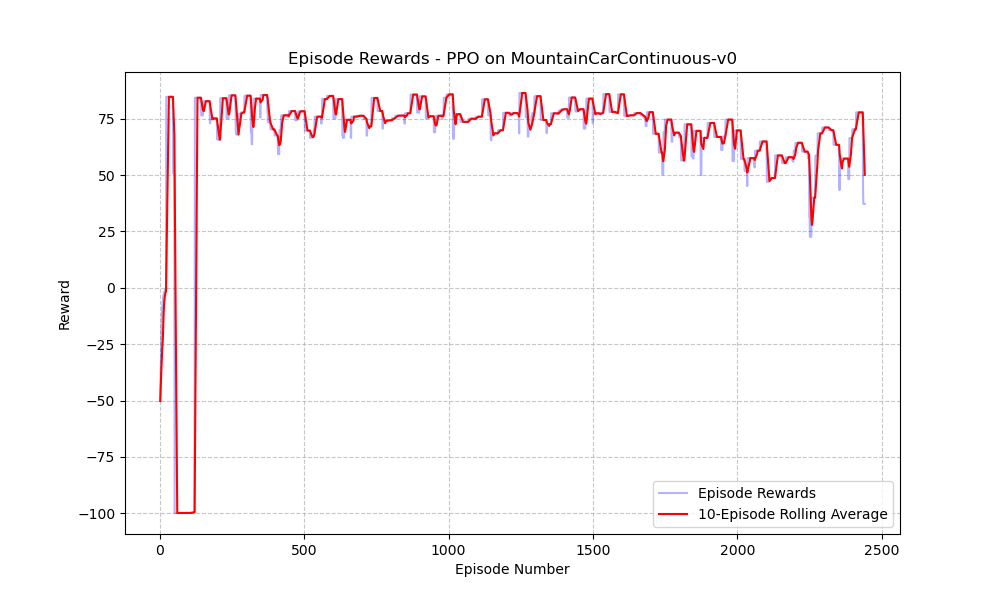 Episode Rewards - PPO on MountainCarContinuous-v0
75
50
25
0
−25
−50
−75
−100
Reward
0
500
1000
1500
2000
2500
Episode Number
Episode Rewards
10-Episode Rolling Average